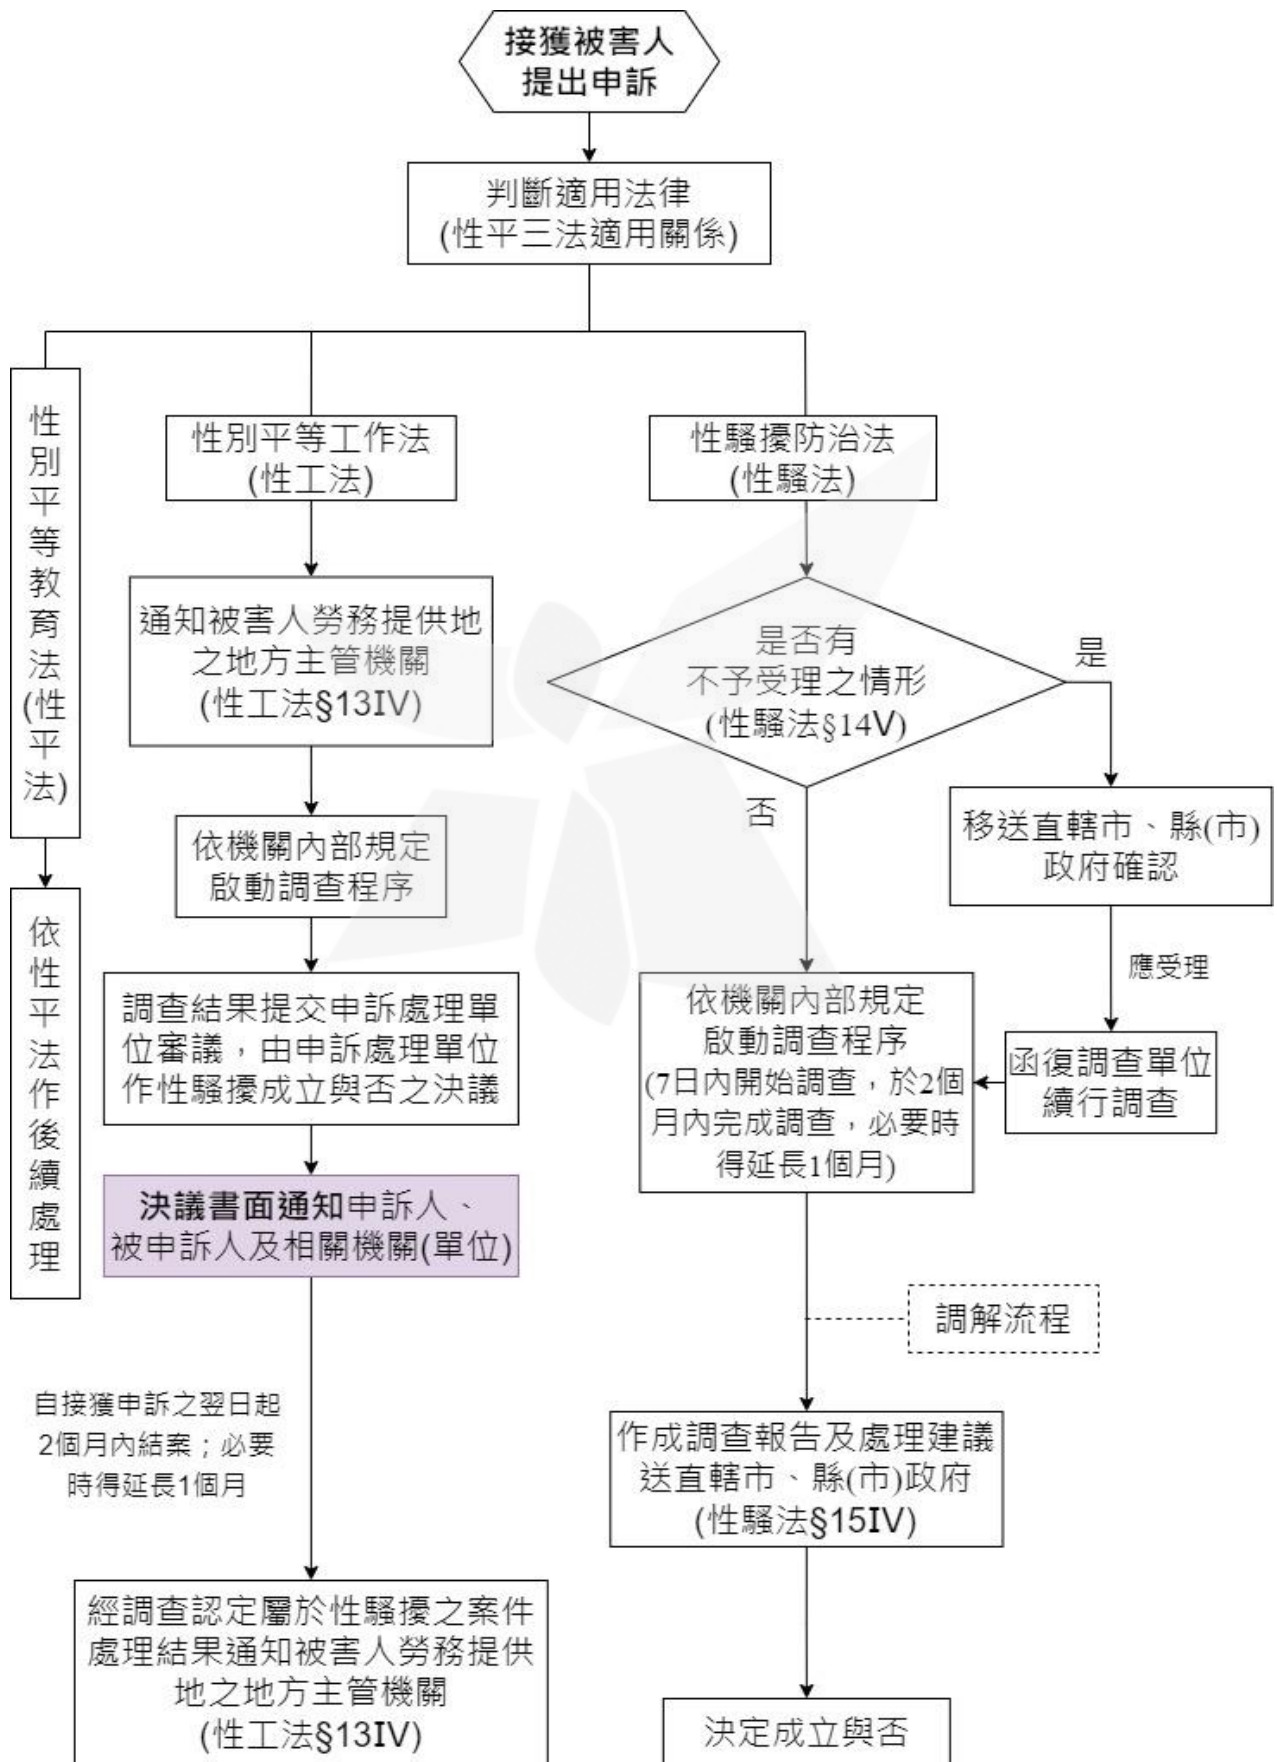 接獲被害人
提出申訴
判斷適用法律
(性平三法適用關係)
性別平等教育法(性平法)
依性平法作後續處理
性別平等工作法
(性工法)
通知被害人勞務提供地
之地方主管機關
(性工法§13IV)
依機關內部規定
啟動調查程序
調查結果提交申訴處理單
位審議，由申訴處理單位
作性騷擾成立與否之決議
決議書面通知申訴人、
被申訴人及相關機關(單位)
自接獲申訴之翌日起
2個月內結案；必要
時得延長1個月
經調查認定屬於性騷擾之案件
處理結果通知被害人勞務提供
地之地方主管機關
(性工法§13IV)
性騷擾防治法
(性騷法)
是否有
不予受理之情形
(性騷法§14V)
是
否
移送直轄市、縣(市)
政府確認
應受理
函復調查單位
續行調查
依機關內部規定
啟動調查程序
(7日內開始調查，於2個
月內完成調查，必要時
得延長1個月)
調解流程
作成調查報告及處理建議
送直轄市、縣(市)政府
(性騷法§15IV)
決定成立與否